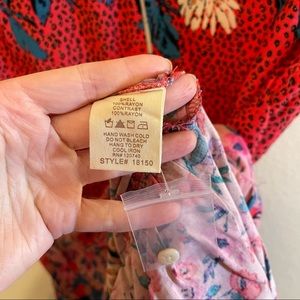 SHELL
100% RAYON
CONTRAST
100% RAYON
HAND WASH COLD
DO NOT BLEACH
HANG TO DRY
COOL IRON
RN# 120740
STYLE# 18150